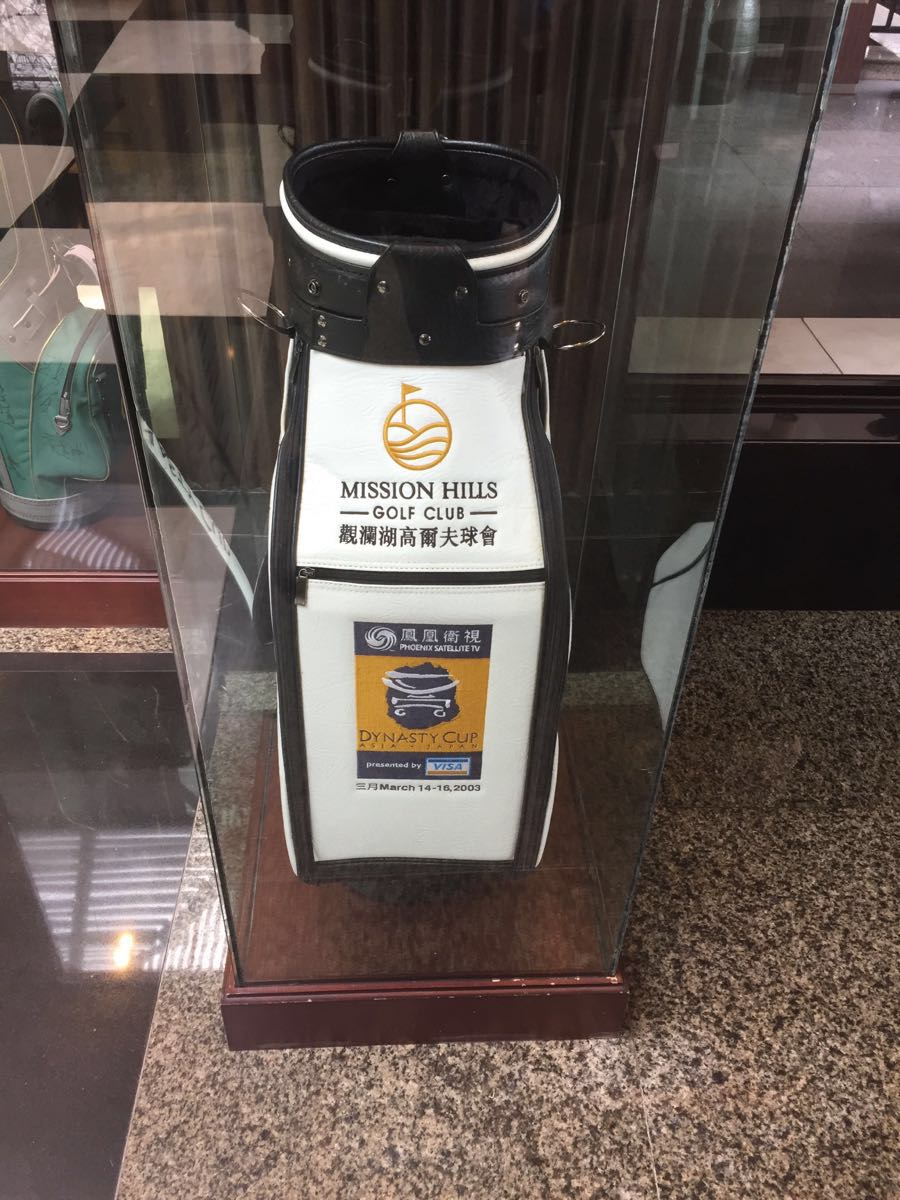 MISSION HILLS
GOLF CLUB
觀瀾湖高爾夫球會
鳳凰衛視
PHOENIX SATELLITE TV
DYNASTY CUP
ASIA - JAPAN
presented by VISA
三月March 14-16,2003